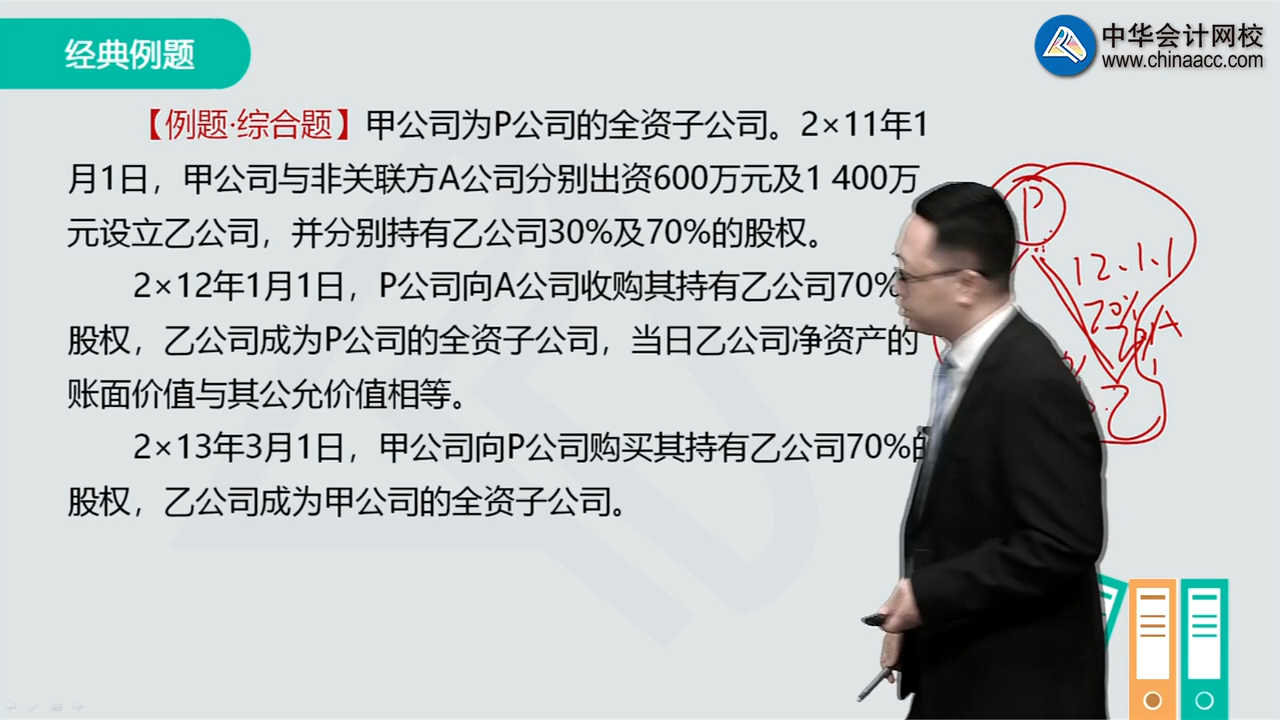 经典例题
中华会计网校
www.chinaacc.com
【例题·综合题】甲公司为P公司的全资子公司。2×11年1
月1日，甲公司与非关联方A公司分别出资600万元及1 400万
元设立乙公司，并分别持有乙公司30%及70%的股权。
2×12年1月1日，P公司向A公司收购其持有乙公司70%
股权，乙公司成为P公司的全资子公司，当日乙公司净资产的
账面价值与其公允价值相等。
2×13年3月1日，甲公司向P公司购买其持有乙公司70%的
股权，乙公司成为甲公司的全资子公司。
P
12.1.1
70%
A
乙